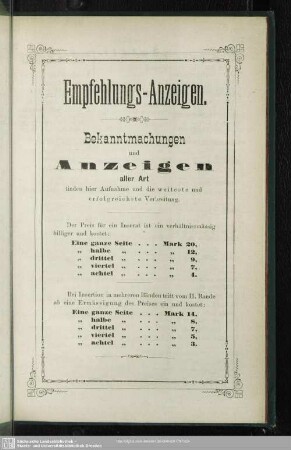 Empfehlungs-Anzeigen.
Bekanntmachungen
und
Anzeigen
aller Art
finden hier Aufnahme und die weiteste und
erfolgreichste Verbreitung.
Der Preis für ein Inserat ist ein verhältnissmässig
billiger und kostet:
Eine ganze Seite . . . Mark 20,
„ halbe „ . . . „ 12,
„ drittel „ . . . „ 9,
„ viertel „ . . . „ 7,
„ achtel „ . . . „ 4.
Bei Insertion in mehreren Bänden tritt vom II. Bande
ab eine Ermässigung des Preises ein und kostet:
Eine ganze Seite . . . Mark 14,
„ halbe „ . . . „ 8,
„ drittel „ . . . „ 7,
„ viertel „ . . . „ 5,
„ achtel „ . . . „ 3.